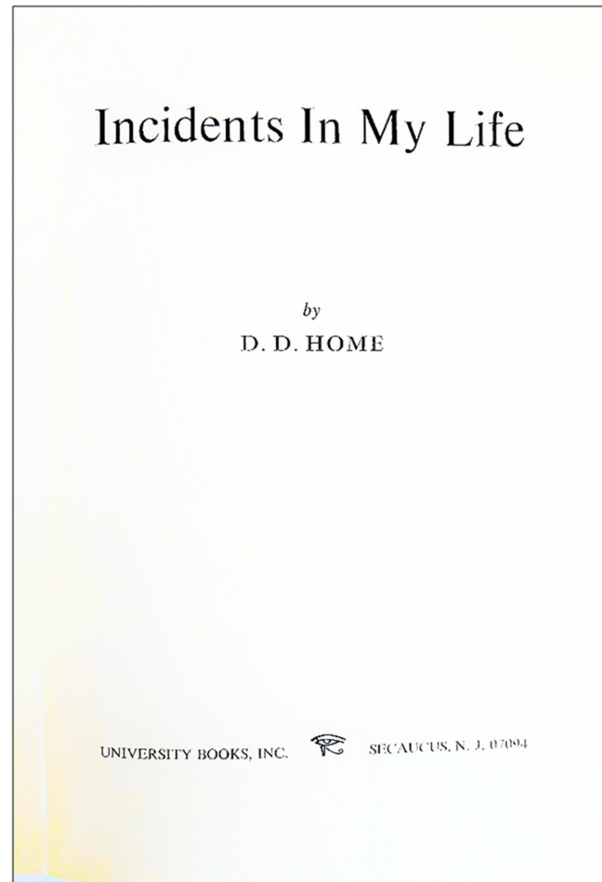 Incidents In My Life
by
D. D. HOME
UNIVERSITY BOOKS, INC. SECAUCUS, N. J. 07094